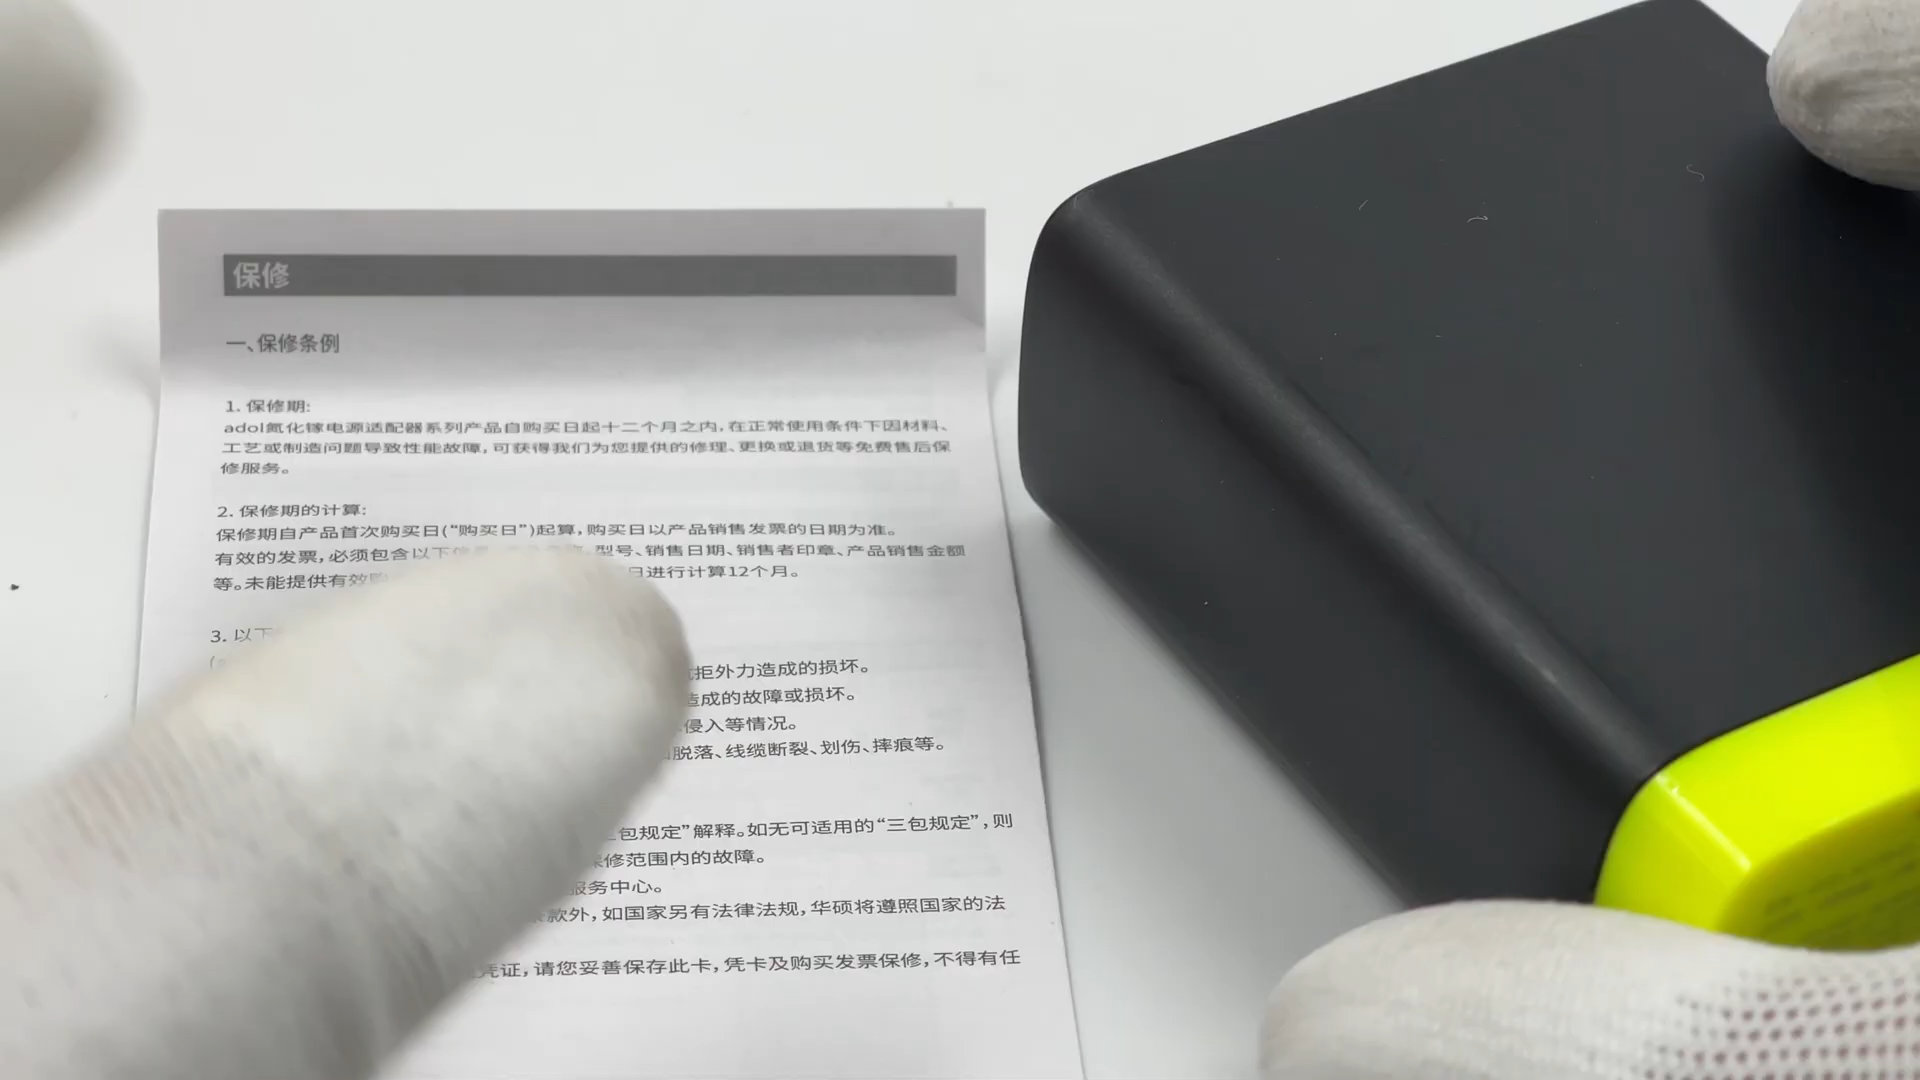 保修
一、保修条例
1. 保修期:
adol氮化镓电源适配器系列产品自购买日起十二个月之内,在正常使用条件下因材料、
工艺或制造问题导致性能故障,可获得我们为您提供的修理、更换或退货等免费售后保
修服务。
2. 保修期的计算:
保修期自产品首次购买日(“购买日”)起算,购买日以产品销售发票的日期为准。
有效的发票,必须包含以下 型号、销售日期、销售者印章、产品销售金额
等。未能提供有效 日进行计算12个月。
3. 以下
拒外力造成的损坏。
造成的故障或损坏。
侵入等情况。
脱落、线缆断裂、划伤、摔痕等。
包规定”解释。如无可适用的“三包规定”,则
保修范围内的故障。
服务中心。
条款外,如国家另有法律法规,华硕将遵照国家的法
凭证,请您妥善保存此卡,凭卡及购买发票保修,不得有任